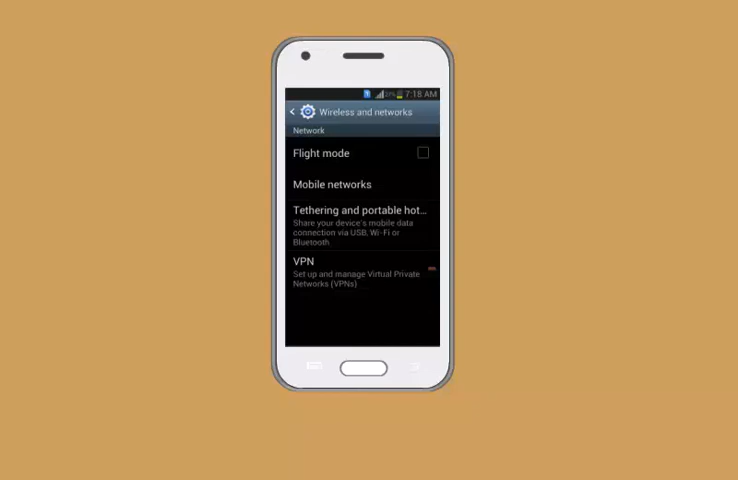 7:18 AM
Wireless and networks
Network
Flight mode
Mobile networks
Tethering and portable hot...
Share your device's mobile data
connection via USB, Wi-Fi or
Bluetooth
VPN
Set up and manage Virtual Private
Networks (VPNs)